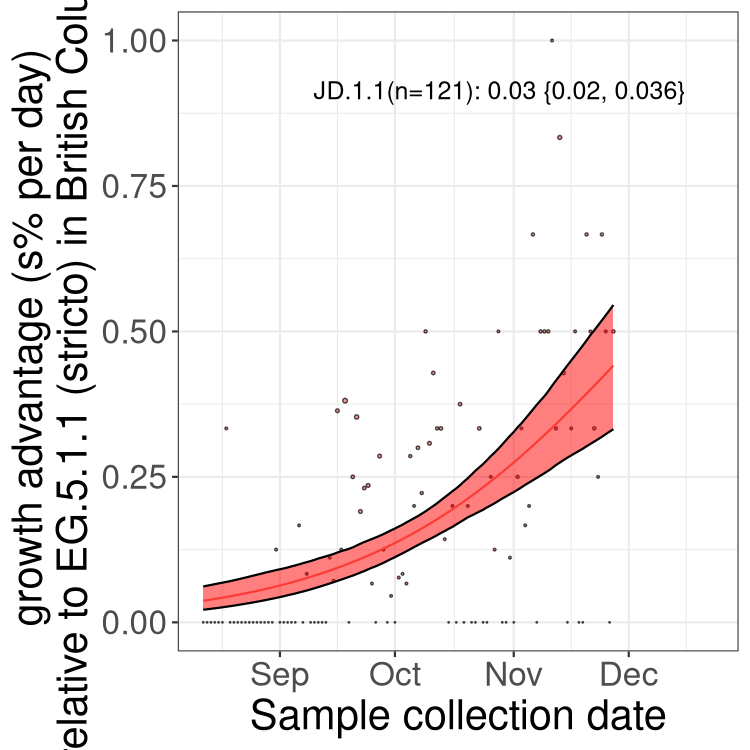 growth advantage (s% per day)
relative to EG.5.1.1 (stricto) in British Colu
1.00
0.75
0.50
0.25
0.00
JD.1.1(n=121): 0.03 {0.02, 0.036}
Sep Oct Nov Dec
Sample collection date